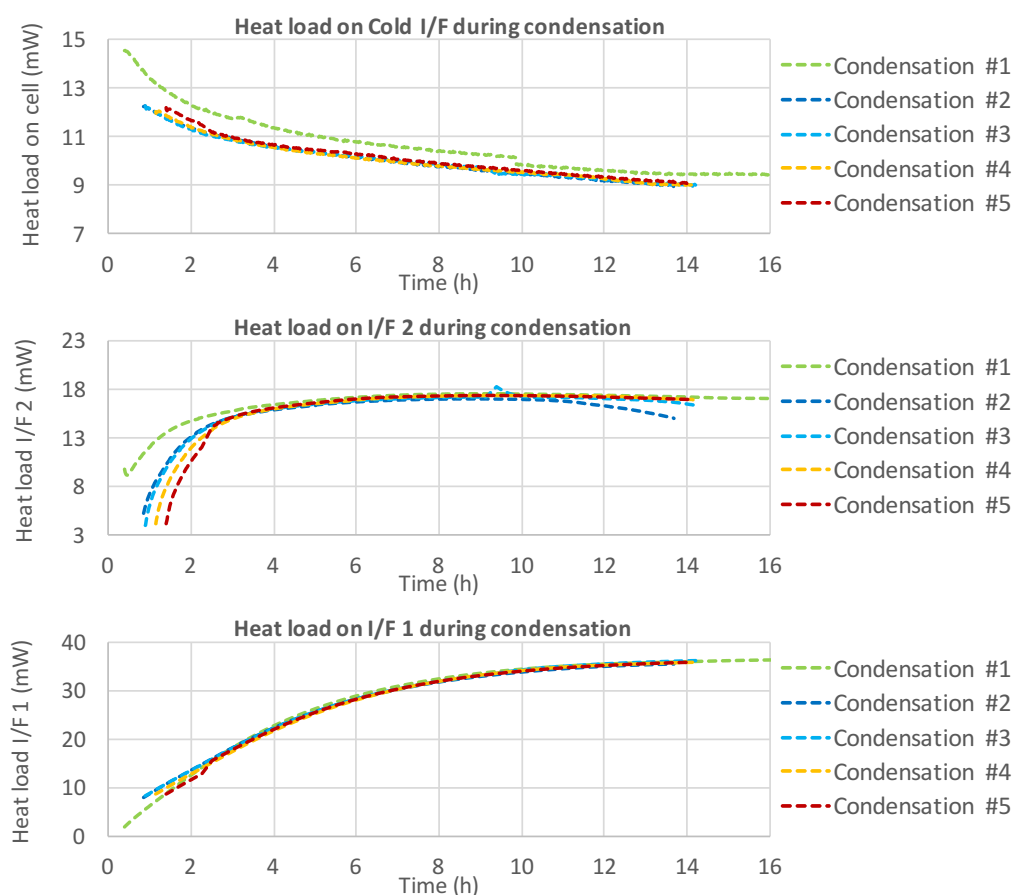 Heat load on Cold I/F during condensation
Heat load on cell (mW)
15
13
11
9
7
0 2 4 6 8 10 12 14 16
Time (h)
Condensation #1
Condensation #2
Condensation #3
Condensation #4
Condensation #5
Heat load on I/F 2 during condensation
Heat load I/F 2 (mW)
23
18
13
8
3
0 2 4 6 8 10 12 14 16
Time (h)
Condensation #1
Condensation #2
Condensation #3
Condensation #4
Condensation #5
Heat load on I/F 1 during condensation
Heat load I/F 1 (mW)
40
30
20
10
0
0 2 4 6 8 10 12 14 16
Time (h)
Condensation #1
Condensation #2
Condensation #3
Condensation #4
Condensation #5